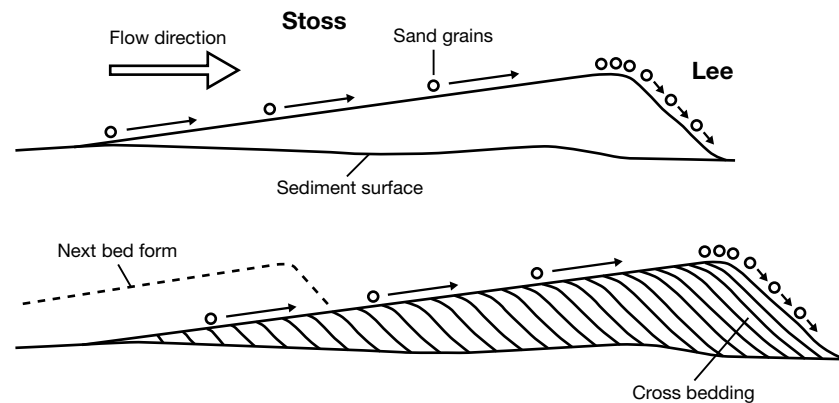 Stoss
Flow direction
Sand grains
Lee
Sediment surface
Next bed form
Cross bedding